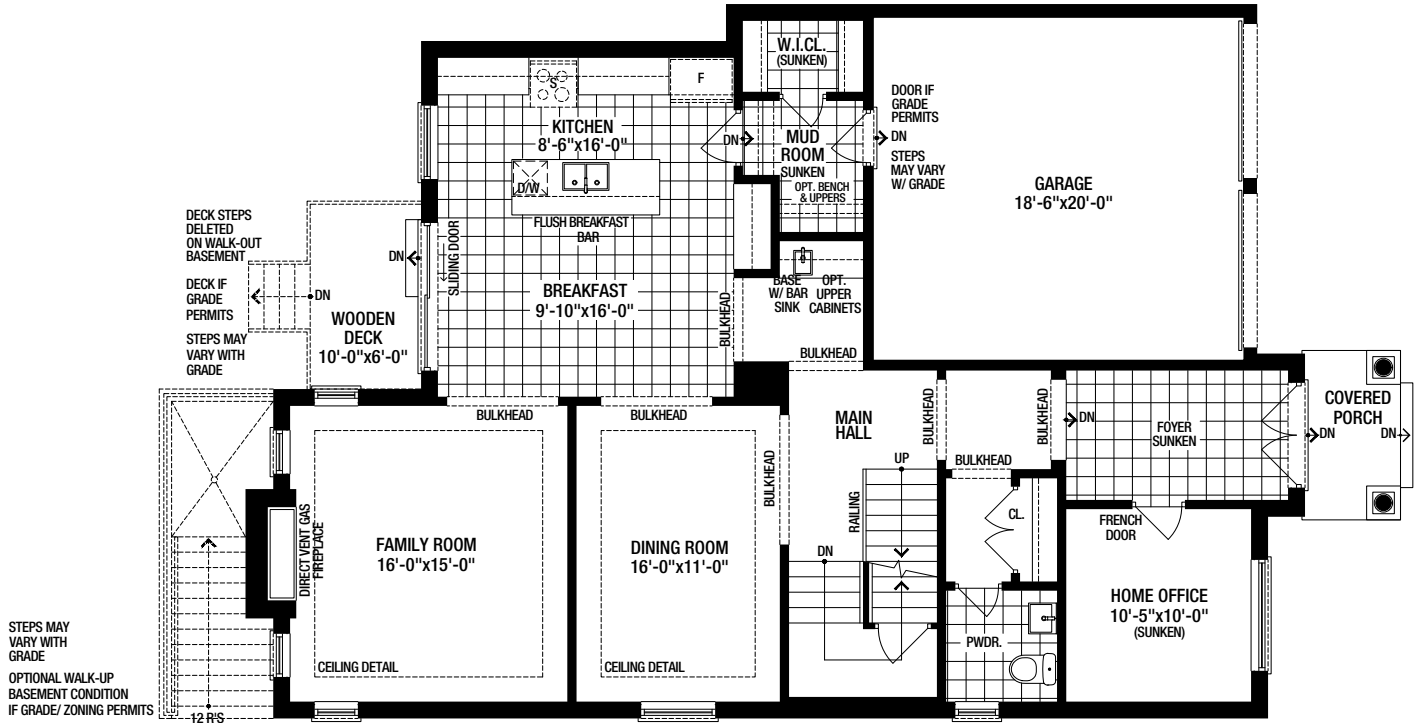 W.I.CL.
(SUNKEN)
S
F
KITCHEN
8'-6"x16'-0"
DN
MUD
ROOM
SUNKEN
OPT. BENCH
& UPPERS
DN
DOOR IF
GRADE
PERMITS
STEPS
MAY VARY
W/ GRADE
GARAGE
18'-6"x20'-0"
D/W
FLUSH BREAKFAST
BAR
DECK STEPS
DELETED
ON WALK-OUT
BASEMENT
DECK IF
GRADE
PERMITS
STEPS MAY
VARY WITH
GRADE
DN
WOODEN
DECK
10'-0"x6'-0"
DN
SLIDING DOOR
BREAKFAST
9'-10"x16'-0"
BULKHEAD
BASE
W/ BAR
SINK
OPT.
UPPER
CABINETS
BULKHEAD
BULKHEAD
BULKHEAD
BULKHEAD
MAIN
HALL
BULKHEAD
BULKHEAD
BULKHEAD
DN
FOYER
SUNKEN
DN
COVERED
PORCH
DN
UP
RAILING
DN
CL.
FRENCH
DOOR
DIRECT VENT GAS
FIREPLACE
FAMILY ROOM
16'-0"x15'-0"
DINING ROOM
16'-0"x11'-0"
HOME OFFICE
10'-5"x10'-0"
(SUNKEN)
PWDR.
CEILING DETAIL
CEILING DETAIL
STEPS MAY
VARY WITH
GRADE
OPTIONAL WALK-UP
BASEMENT CONDITION
IF GRADE/ ZONING PERMITS
12 R'S